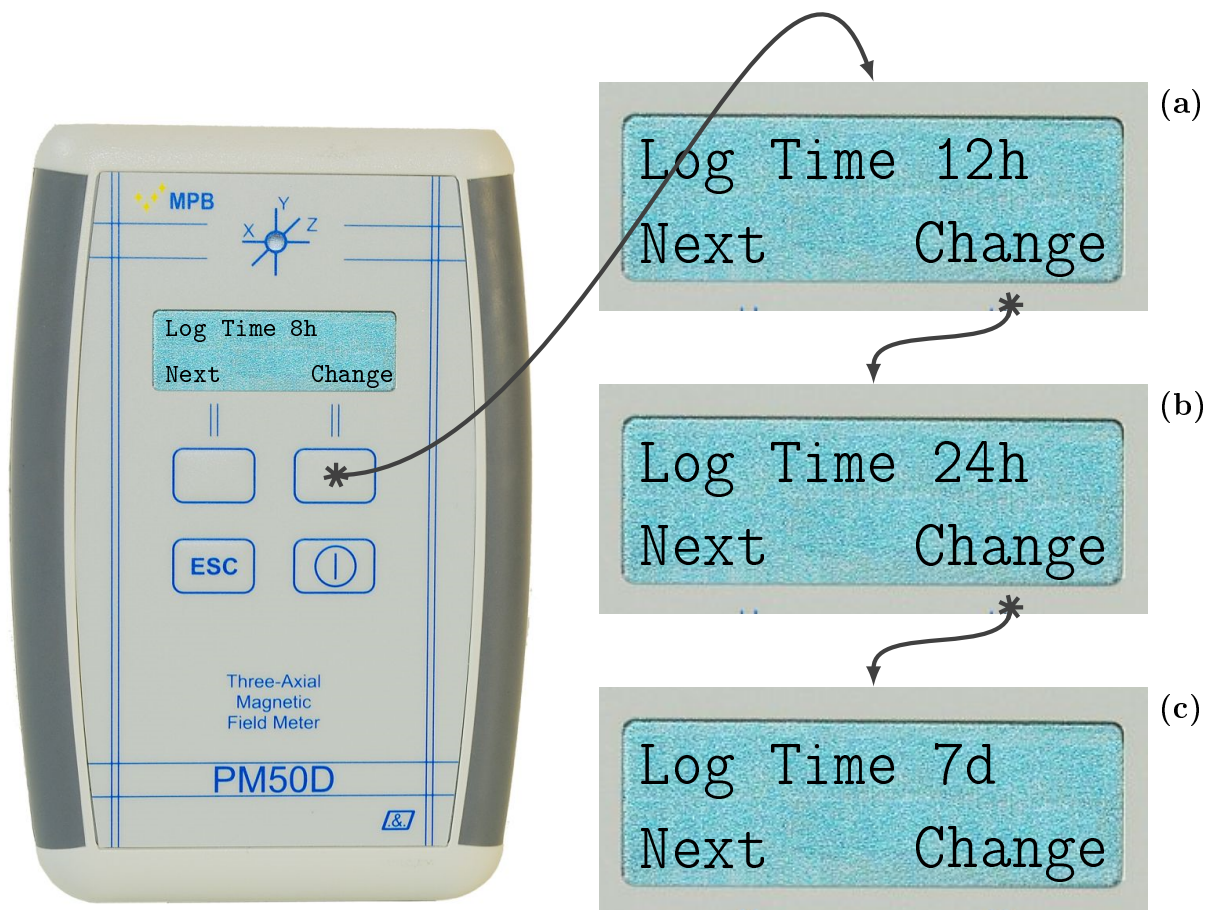 MPB
Y
X
Z
Log Time 8h
Next Change
ESC
Three-Axial
Magnetic
Field Meter
PM50D
.&.
(a)
Log Time 12h
Next Change
(b)
Log Time 24h
Next Change
(c)
Log Time 7d
Next Change